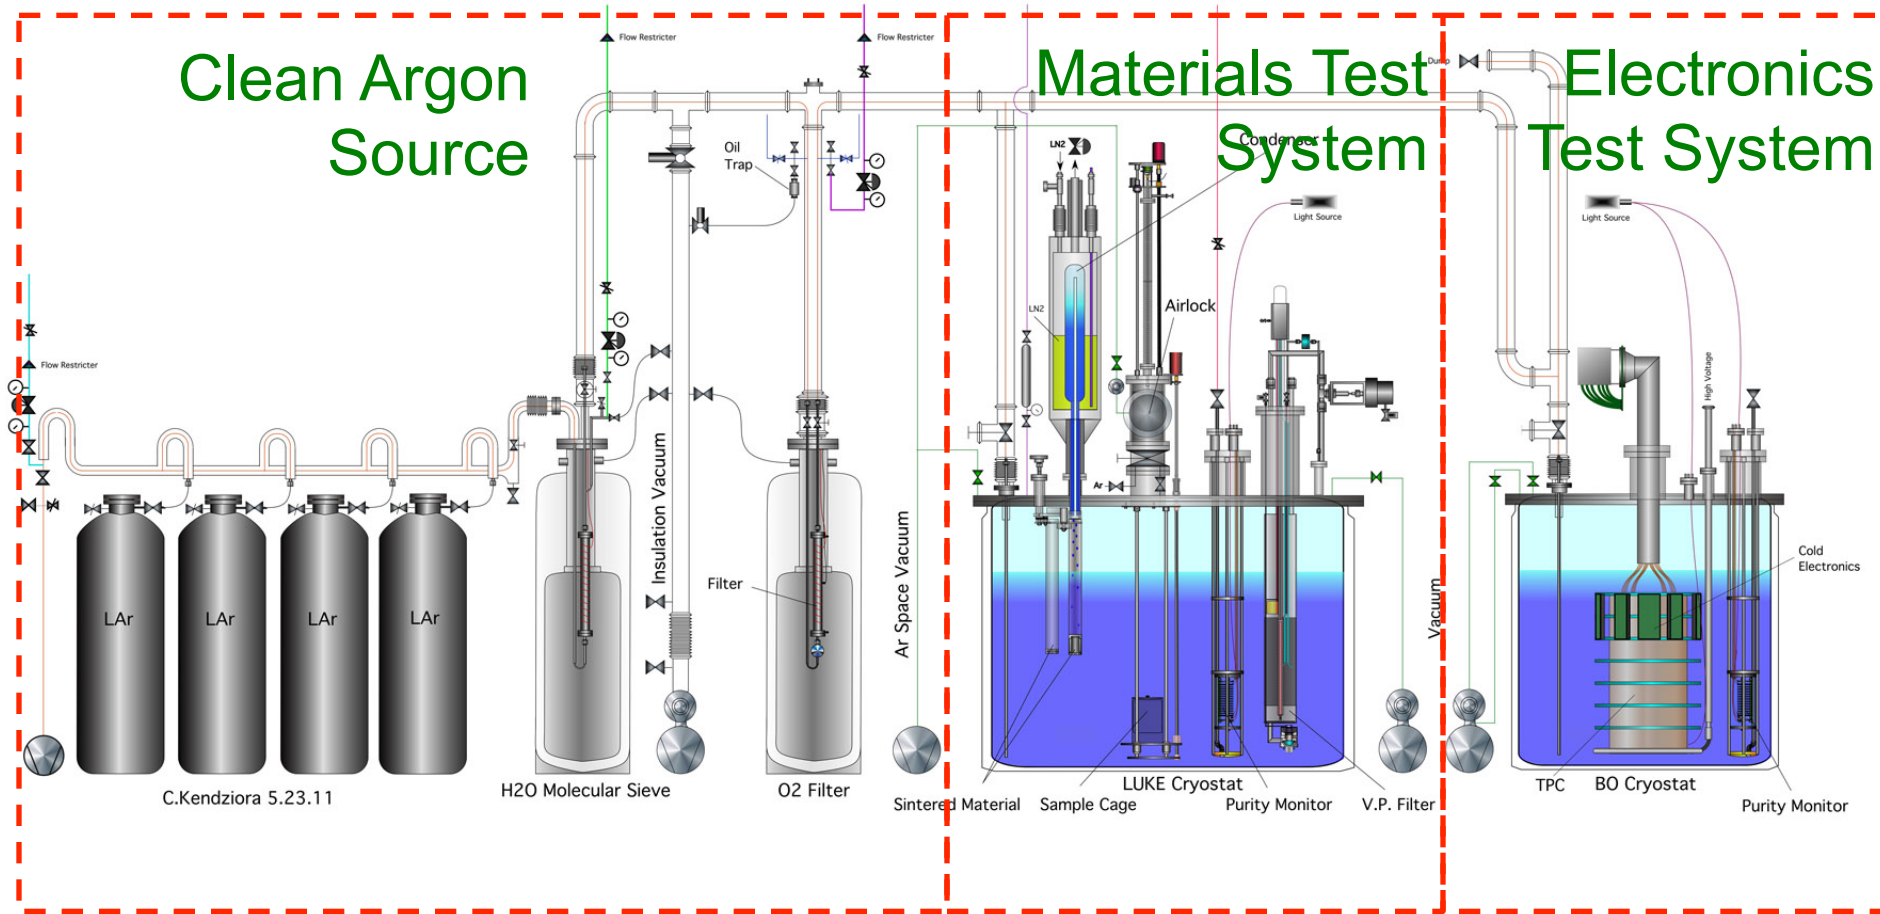 Clean Argon
Source
Materials Test
System
Electronics
Test System
Flow Restricter
Flow Restricter
Dump
Oil
Trap
Condenser
LN2
Light Source
Light Source
LN2
Airlock
Flow Restricter
High Voltage
Insulation Vacuum
Ar
Ar Space Vacuum
Vacuum
Cold
Electronics
Filter
LAr
LAr
LAr
LAr
C.Kendziora 5.23.11
H2O Molecular Sieve
O2 Filter
LUKE Cryostat
Sintered Material
Sample Cage
Purity Monitor
V.P. Filter
TPC
BO Cryostat
Purity Monitor